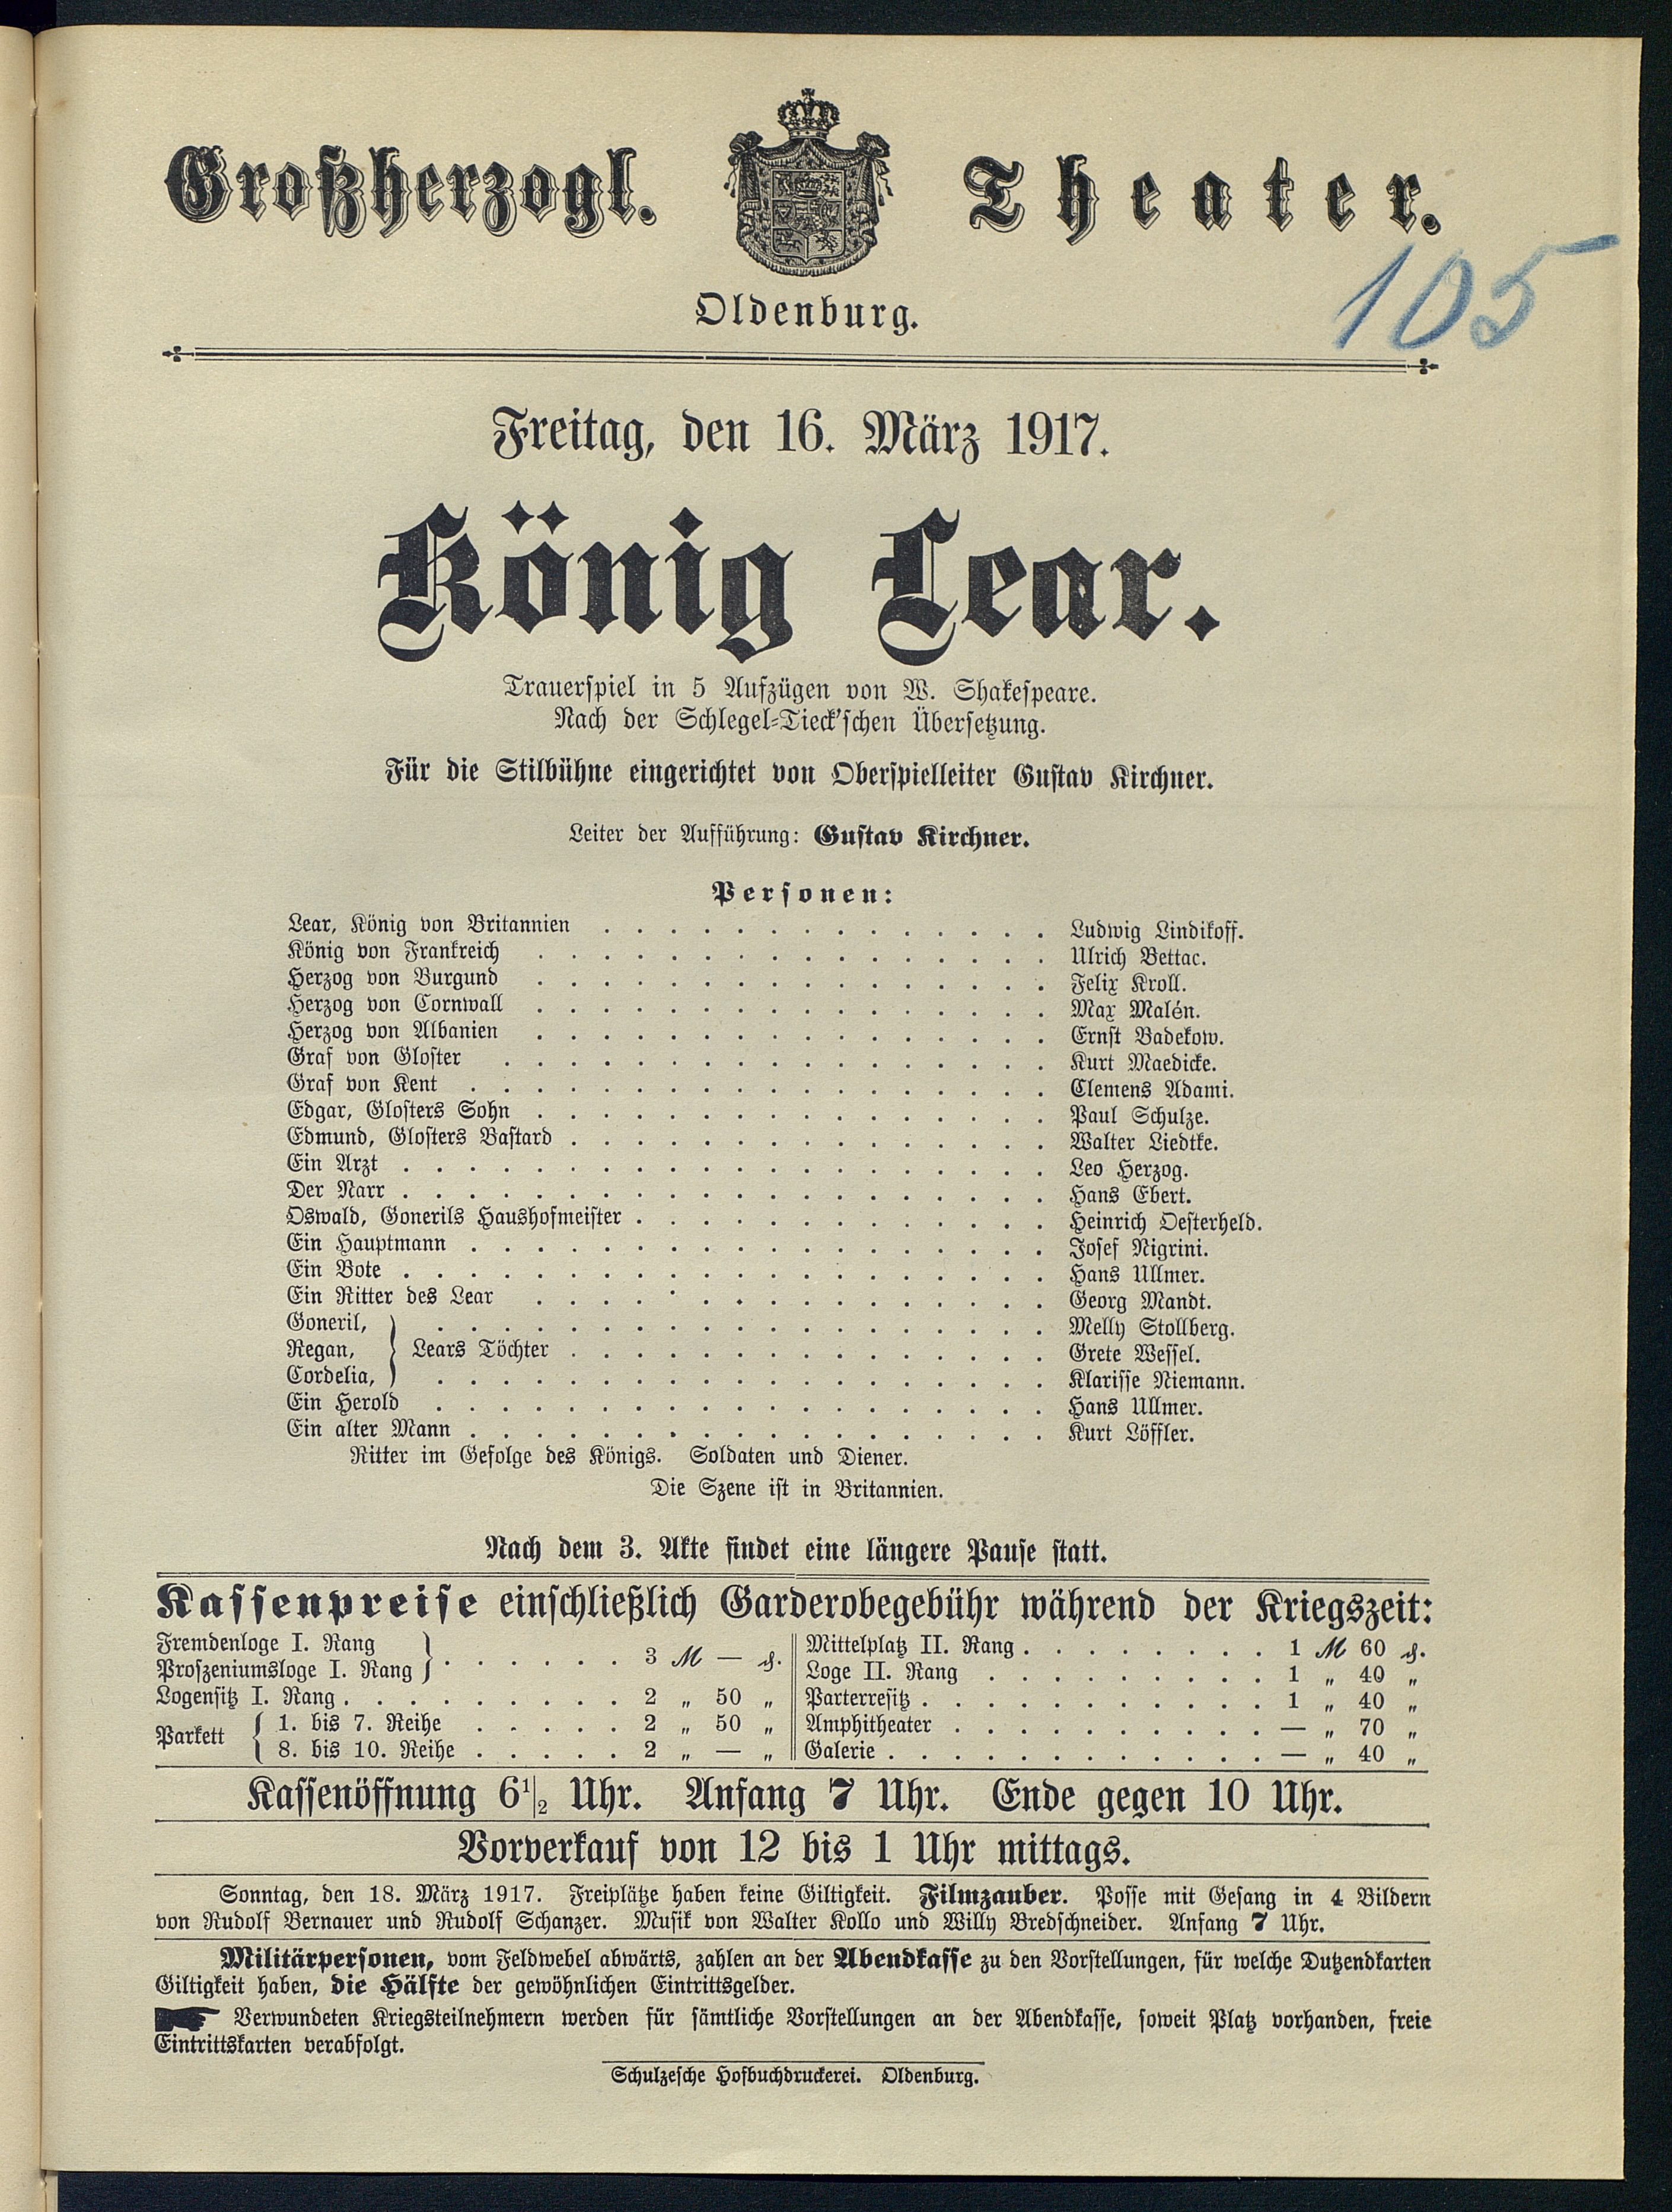 Großherzogl. Theater.
105
Oldenburg.
Freitag, den 16. März 1917.
König Lear.
Trauerspiel in 5 Aufzügen von W. Shakespeare.
Nach der Schlegel-Tieck'schen Übersetzung.
Für die Stilbühne eingerichtet von Oberspielleiter Gustav Kirchner.
Leiter der Aufführung: Gustav Kirchner.
Personen:
Lear, König von Britannien . . . . . Ludwig Lindikoff.
König von Frankreich . . . . . Ulrich Bettac.
Herzog von Burgund . . . . . Felix Kroll.
Herzog von Cornwall . . . . . Max Malén.
Herzog von Albanien . . . . . Ernst Badekow.
Graf von Gloster . . . . . Kurt Maedicke.
Graf von Kent . . . . . Clemens Adami.
Edgar, Glosters Sohn . . . . . Paul Schulze.
Edmund, Glosters Bastard . . . . . Walter Liedtke.
Ein Arzt . . . . . Leo Herzog.
Der Narr . . . . . Hans Ebert.
Oswald, Gonerils Haushofmeister . . . . . Heinrich Oesterheld.
Ein Hauptmann . . . . . Josef Nigrini.
Ein Bote . . . . . Hans Ullmer.
Ein Ritter des Lear . . . . . Georg Mandt.
Goneril, . . . . . Melly Stollberg.
Regan, } Lears Töchter . . . . . Grete Wessel.
Cordelia, . . . . . Klarisse Niemann.
Ein Herold . . . . . Hans Ullmer.
Ein alter Mann . . . . . Kurt Löffler.
Ritter im Gefolge des Königs. Soldaten und Diener.
Die Szene ist in Britannien.
Nach dem 3. Akte findet eine längere Pause statt.
Kassenpreise einschließlich Garderobegebühr während der Kriegszeit:
Fremdenloge I. Rang
Proszeniumsloge I. Rang } . . . . . 3 M — ₰.
Logensitz I. Rang . . . . . 2 „ 50 „
Parkett { 1. bis 7. Reihe . . . . . 2 „ 50 „
8. bis 10. Reihe . . . . . 2 „ — „
Mittelplatz II. Rang . . . . . 1 M 60 ₰.
Loge II. Rang . . . . . 1 „ 40 „
Parterresitz . . . . . 1 „ 40 „
Amphitheater . . . . . — „ 70 „
Galerie . . . . . — „ 40 „
Kassenöffnung 6 1/2 Uhr. Anfang 7 Uhr. Ende gegen 10 Uhr.
Vorverkauf von 12 bis 1 Uhr mittags.
Sonntag, den 18. März 1917. Freiplätze haben keine Giltigkeit. Filmzauber. Posse mit Gesang in 4 Bildern
von Rudolf Bernauer und Rudolf Schanzer. Musik von Walter Kollo und Willy Bredschneider. Anfang 7 Uhr.
Militärpersonen, vom Feldwebel abwärts, zahlen an der Abendkasse zu den Vorstellungen, für welche Dutzendkarten
Giltigkeit haben, die Hälfte der gewöhnlichen Eintrittsgelder.
Verwundeten Kriegsteilnehmern werden für sämtliche Vorstellungen an der Abendkasse, soweit Platz vorhanden, freie
Eintrittskarten verabfolgt.
Schulzesche Hofbuchdruckerei. Oldenburg.